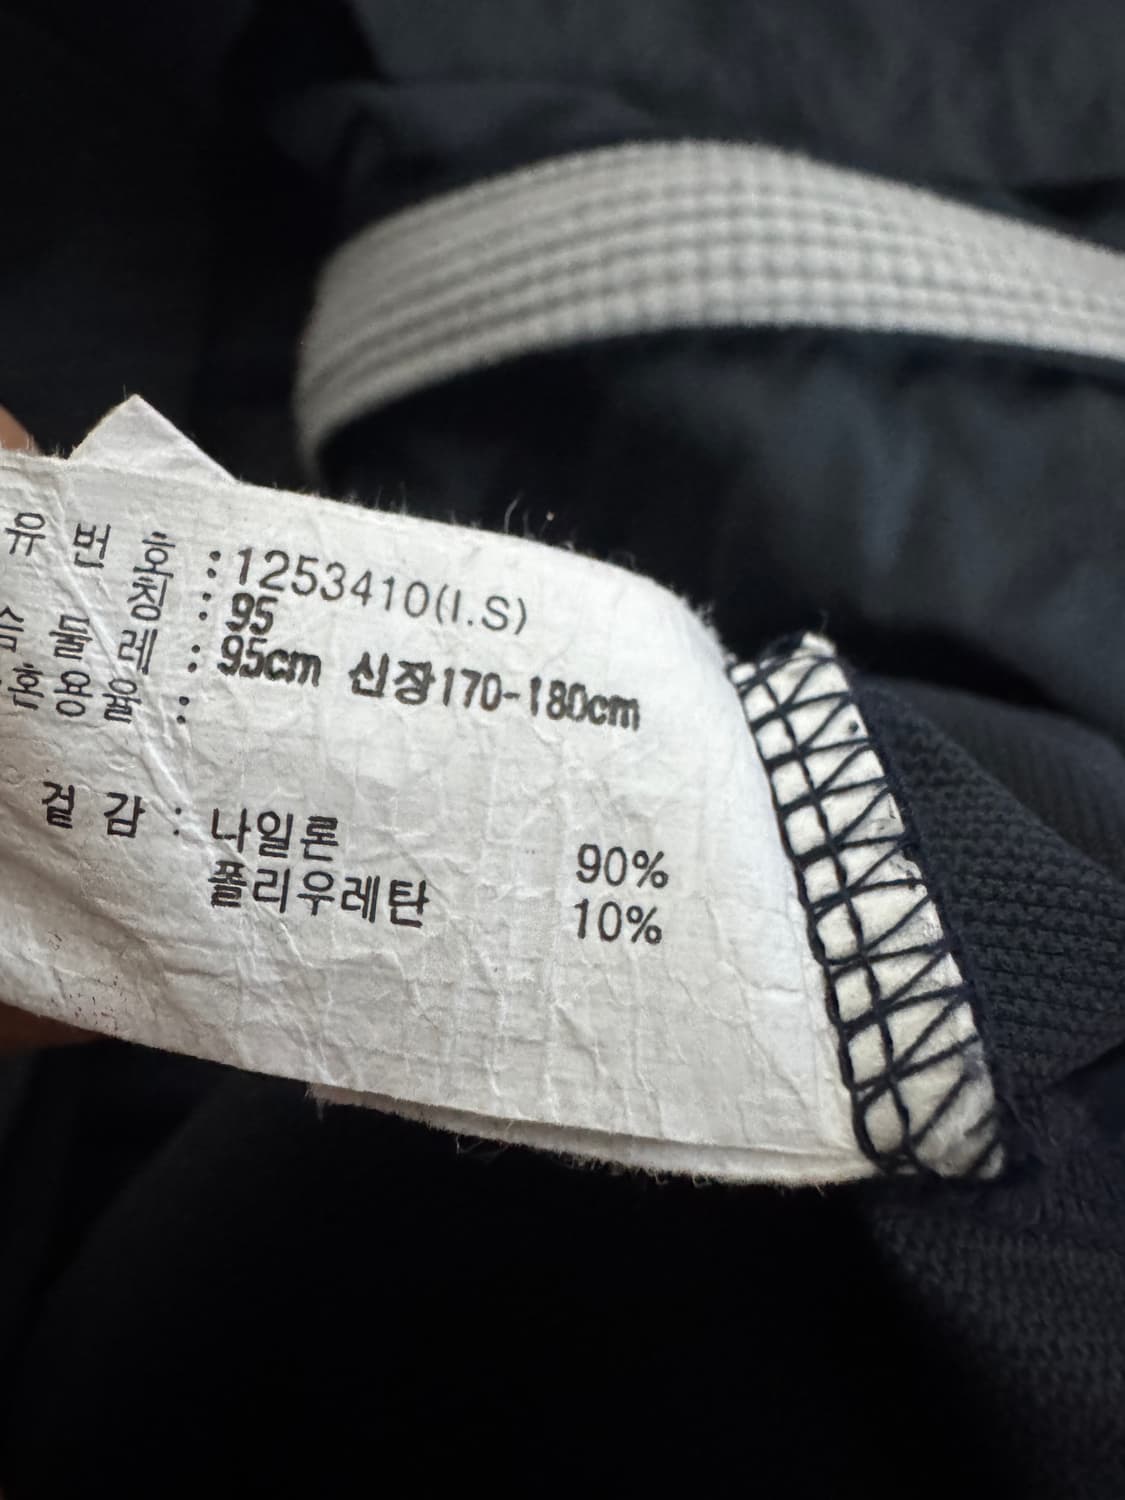 유 번 호 : 1253410(I.S)
칭 : 95
둘 레 : 95cm 신장170-180cm
혼용율 :
겉 감 : 나일론 90%
폴리우레탄 10%